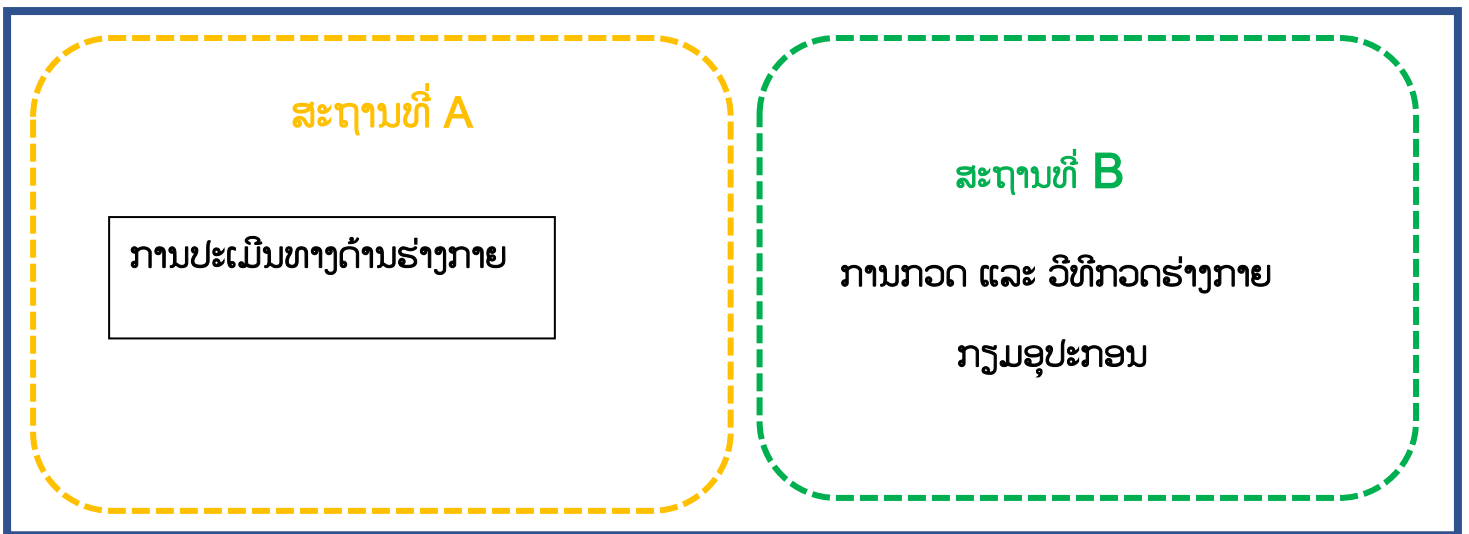 ສະຖານທີ່ A
ການປະເມີນທາງດ້ານຮ່າງກາຍ
ສະຖານທີ່ B
ການກວດ ແລະ ວິທີກວດຮ່າງກາຍ
ກຽມອຸປະກອນ